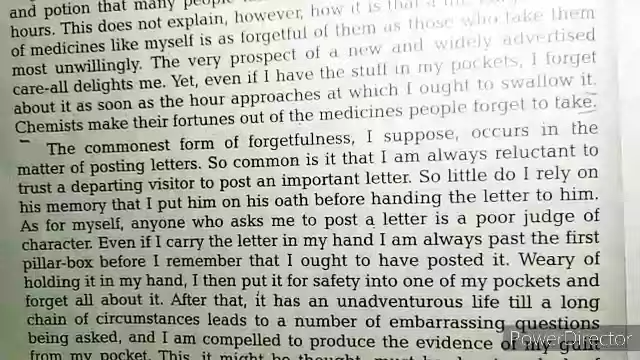 and potion that many people
hours. This does not explain, however, how it is that a
of medicines like myself is as forgetful of them as those who take them
most unwillingly. The very prospect of a new and widely advertised
care-all delights me. Yet, even if I have the stuff in my pockets, I forget
about it as soon as the hour approaches at which I ought to swallow it.
Chemists make their fortunes out of the medicines people forget to take.
The commonest form of forgetfulness, I suppose, occurs in the
matter of posting letters. So common is it that I am always reluctant to
trust a departing visitor to post an important letter. So little do I rely on
his memory that I put him on his oath before handing the letter to him.
As for myself, anyone who asks me to post a letter is a poor judge of
character. Even if I carry the letter in my hand I am always past the first
pillar-box before I remember that I ought to have posted it. Weary of
holding it in my hand, I then put it for safety into one of my pockets and
forget all about it. After that, it has an unadventurous life till a long
chain of circumstances leads to a number of embarrassing questions
being asked, and I am compelled to produce the evidence of my guilt
from my pocket. This, it might be thought, must be
PowerDirector